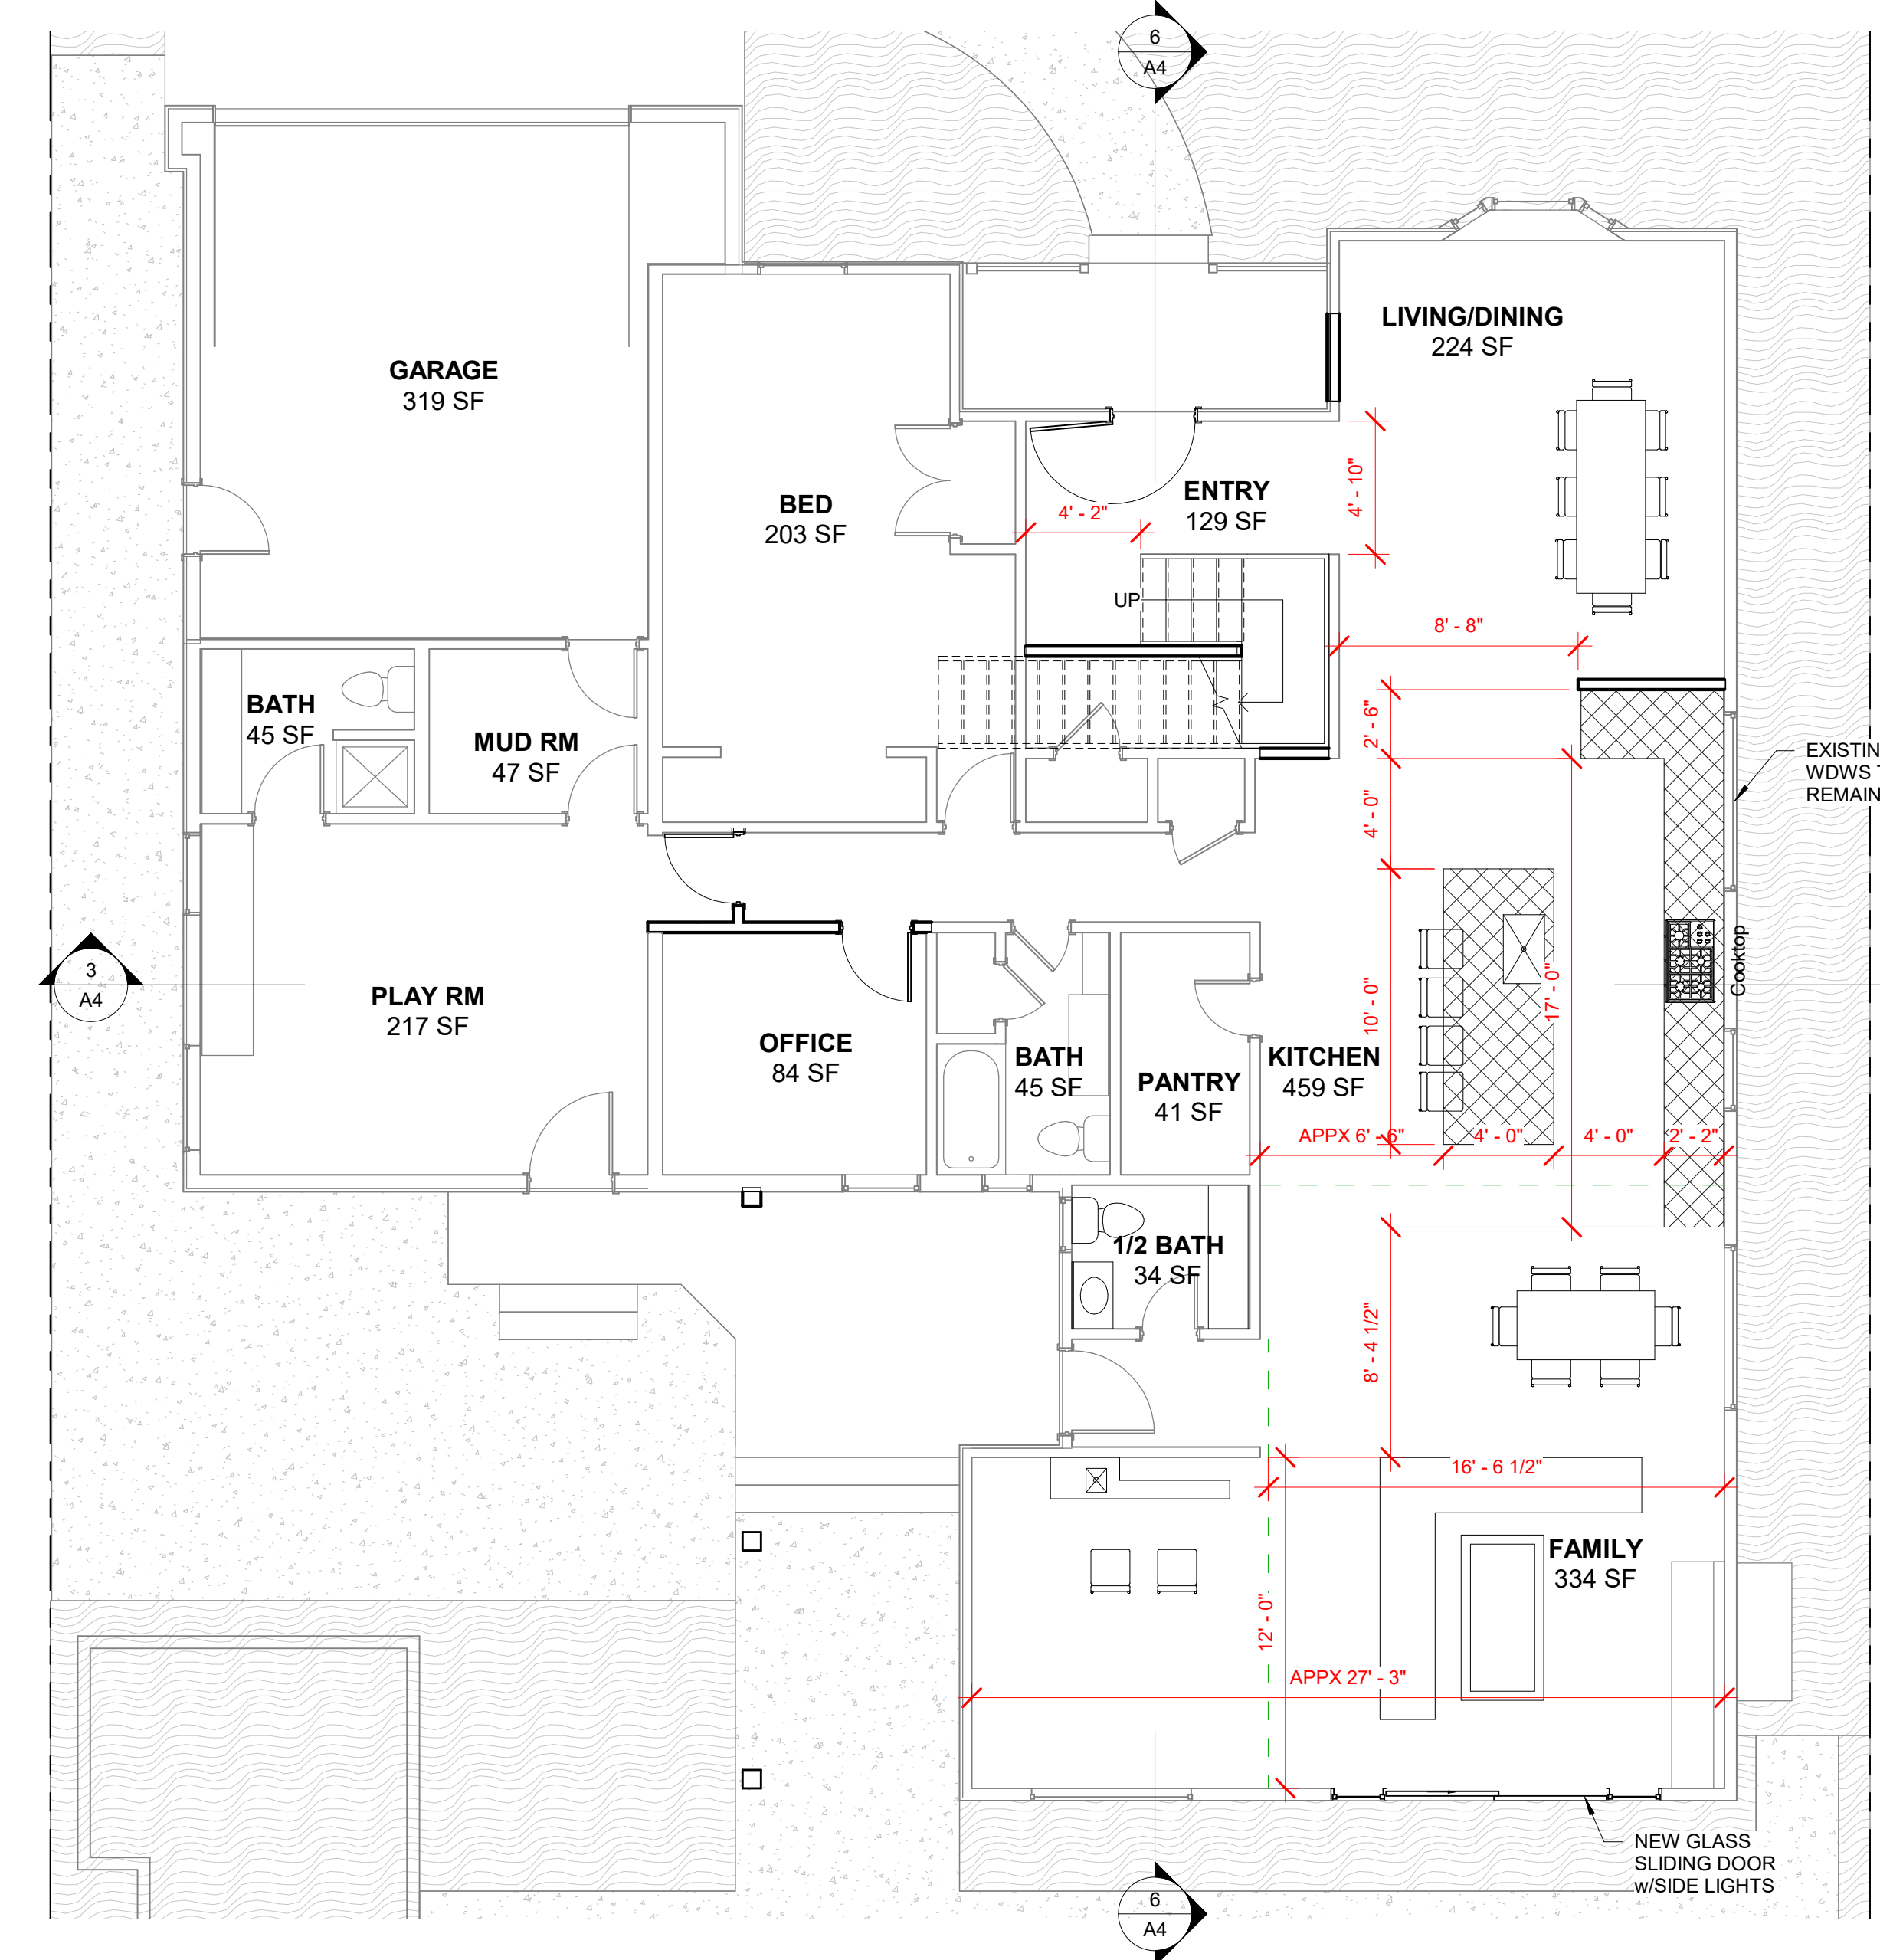 6
A4
LIVING/DINING
224 SF
GARAGE
319 SF
BED
203 SF
ENTRY
129 SF
4' - 2"
4' - 10"
UP
8' - 8"
BATH
45 SF
MUD RM
47 SF
2' - 6"
EXISTIN
WDWS
REMAIN
4' - 0"
3
A4
PLAY RM
217 SF
OFFICE
84 SF
BATH
45 SF
PANTRY
41 SF
KITCHEN
459 SF
10' - 0"
17' - 0"
Cooktop
APPX 6' - 6"
4' - 0"
4' - 0"
2' - 2"
1/2 BATH
34 SF
8' - 4 1/2"
16' - 6 1/2"
FAMILY
334 SF
12' - 0"
APPX 27' - 3"
NEW GLASS
SLIDING DOOR
w/SIDE LIGHTS
6
A4